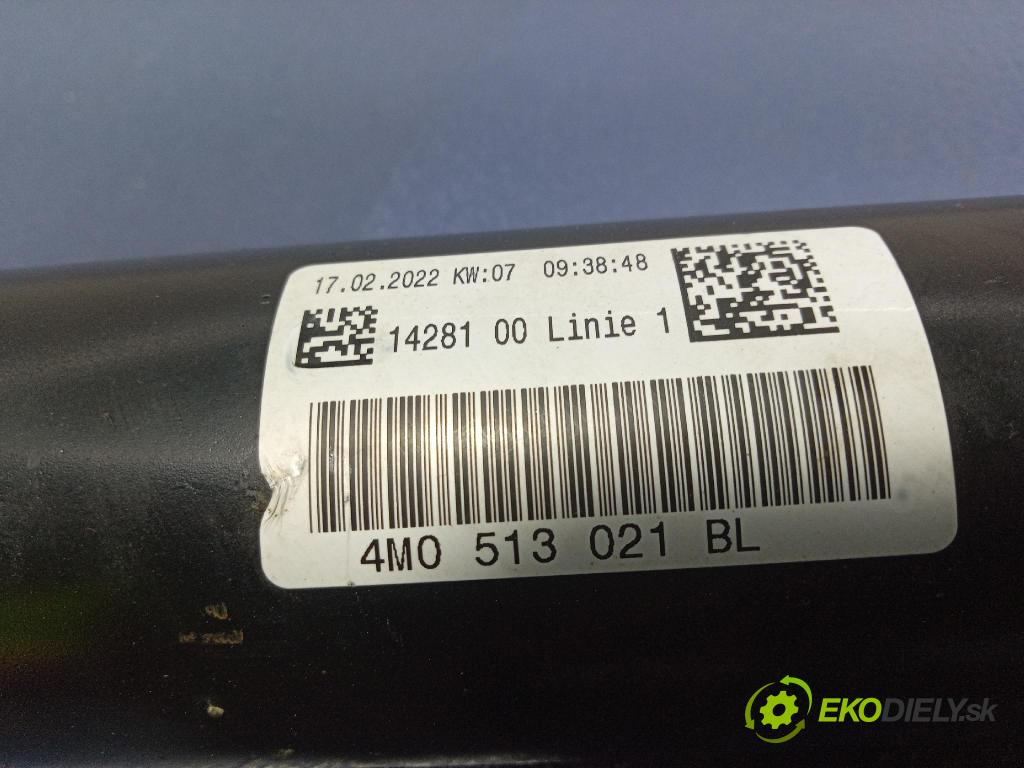 17.02.2022 KW:07 09:38:48
14281 00 Linie 1
4M0 513 021 BL
EKODIELY.sk